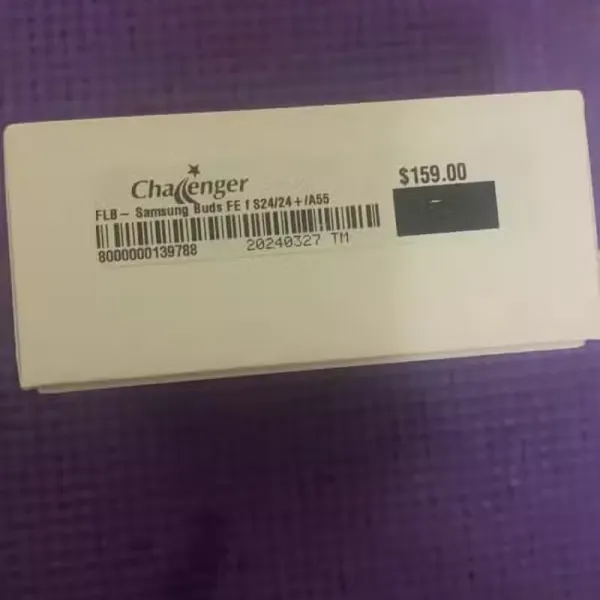 Challenger
$159.00
FLB - Samsung Buds FE f S24/24+/A55
8000000139788
20240327 TM